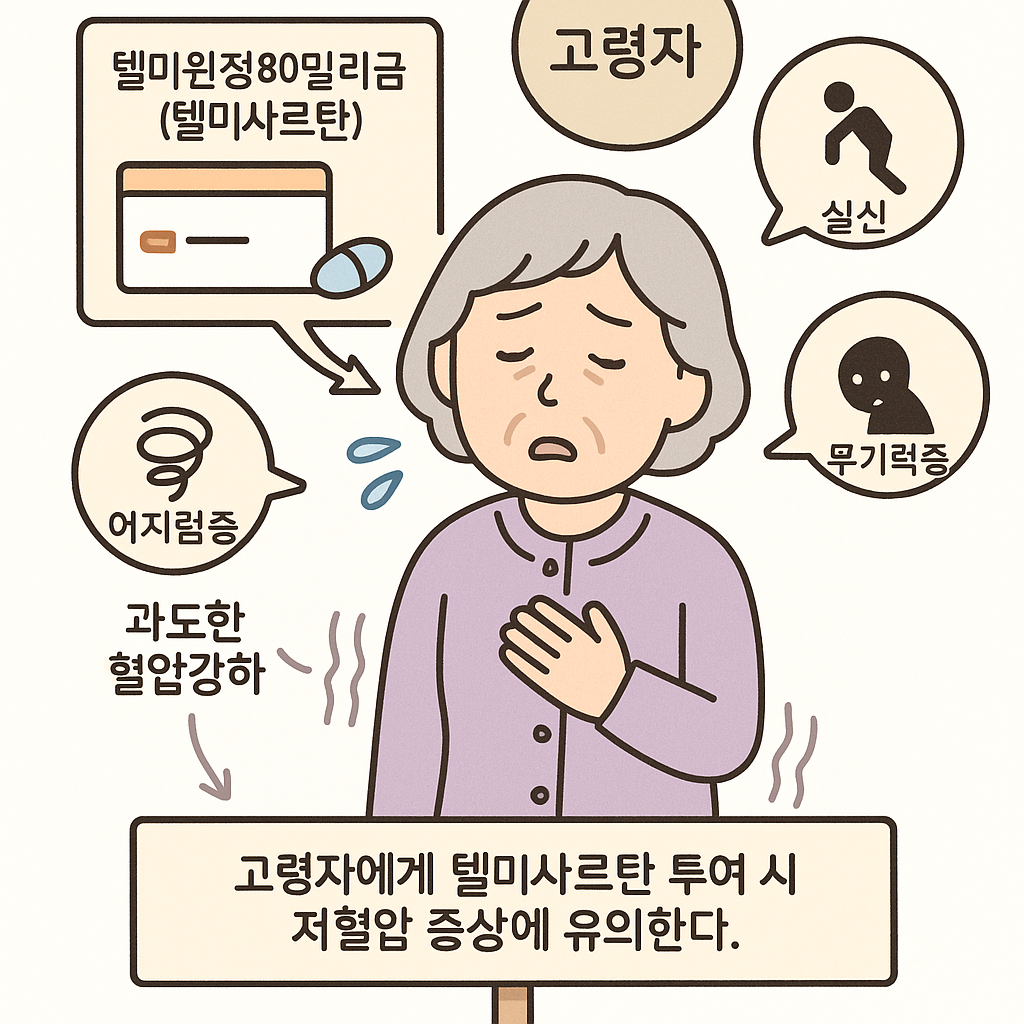 텔미윈정80밀리금
(텔미사르탄)
고령자
실신
무기력증
어지럼증
과도한
혈압강하
고령자에게 텔미사르탄 투여 시
저혈압 증상에 유의한다.